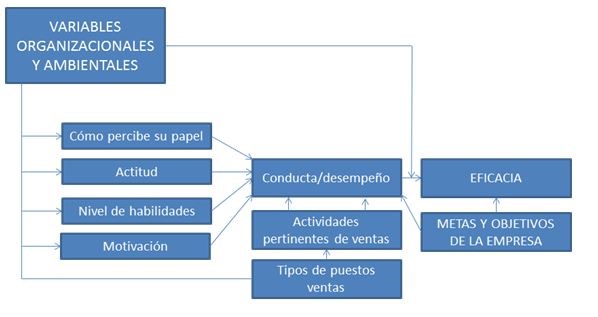 VARIABLES
ORGANIZACIONALES
Y AMBIENTALES
Cómo percibe su papel
Actitud
Nivel de habilidades
Motivación
Conducta/desempeño
EFICACIA
Actividades
pertinentes de ventas
METAS Y OBJETIVOS
DE LA EMPRESA
Tipos de puestos
ventas